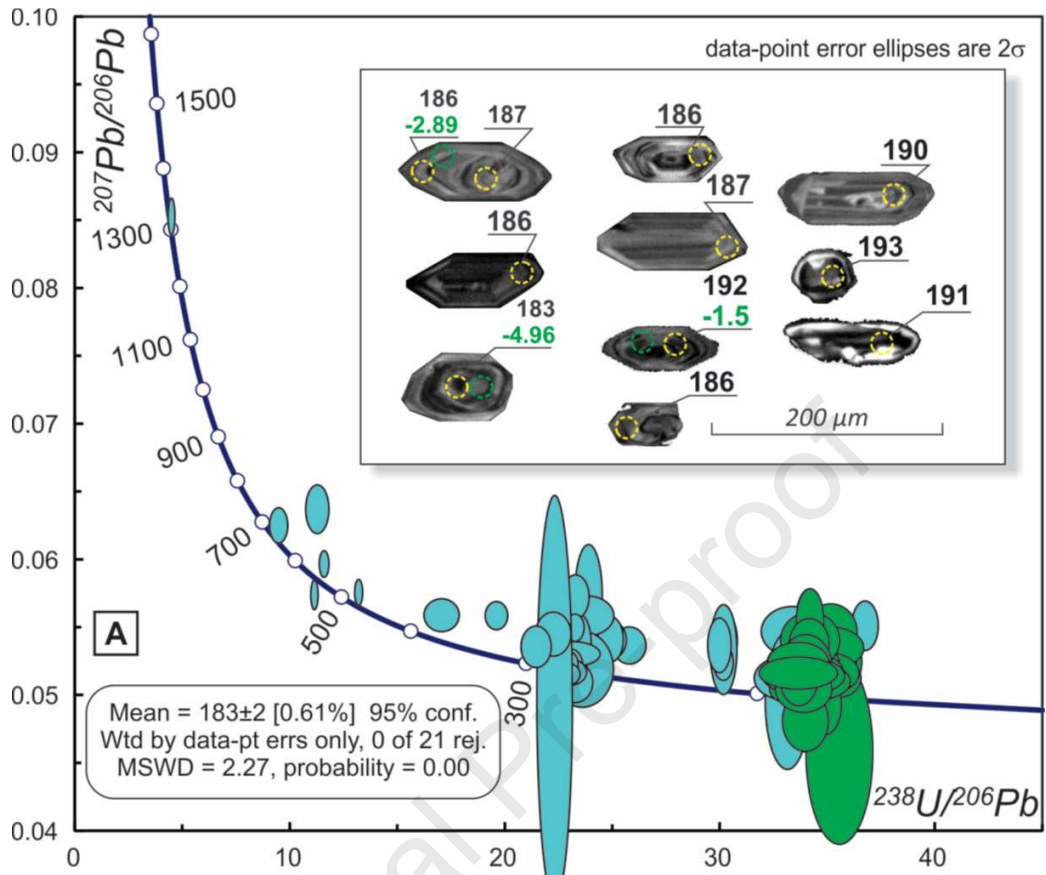 0.10
0.09
0.08
0.07
0.06
0.05
0.04
207Pb/206Pb
data-point error ellipses are 2σ
1500
1300
1100
900
700
500
300
186
-2.89
187
186
187
190
186
193
183
-4.96
192
-1.5
191
186
200 µm
A
Mean = 183±2 [0.61%] 95% conf.
Wtd by data-pt errs only, 0 of 21 rej.
MSWD = 2.27, probability = 0.00
238U/206Pb
0 10 20 30 40
al Pre-proof